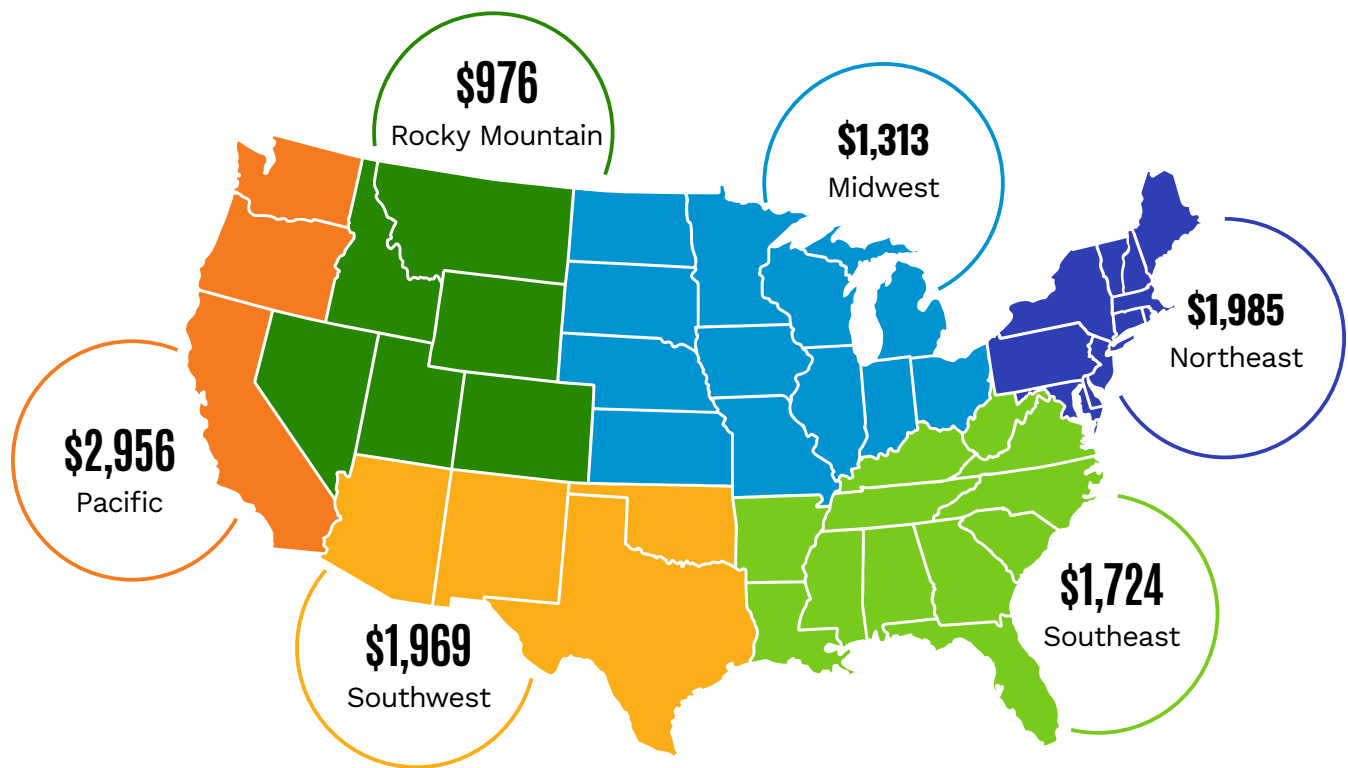 $976
Rocky Mountain
$1,313
Midwest
$1,985
Northeast
$2,956
Pacific
$1,724
Southeast
$1,969
Southwest